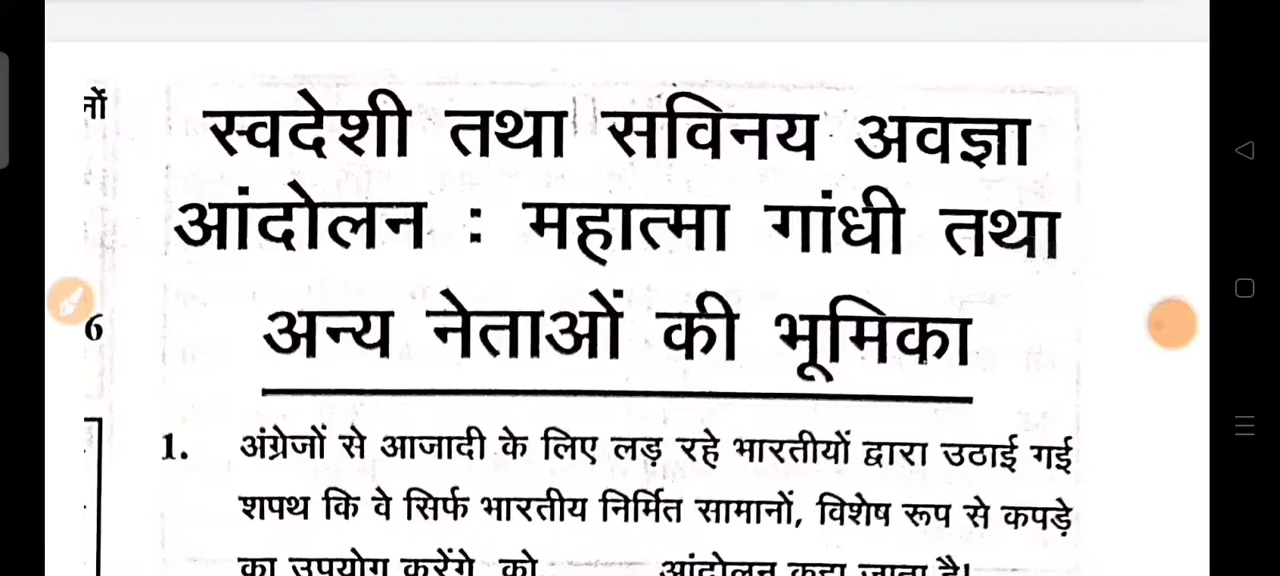 नों
स्वदेशी तथा सविनय अवज्ञा
आंदोलन : महात्मा गांधी तथा
6
अन्य नेताओं की भूमिका
1. अंग्रेजों से आजादी के लिए लड़ रहे भारतीयों द्वारा उठाई गई
शपथ कि वे सिर्फ भारतीय निर्मित सामानों, विशेष रूप से कपड़े
का उपयोग करेंगे, को ______ आंदोलन कहा जाता है।